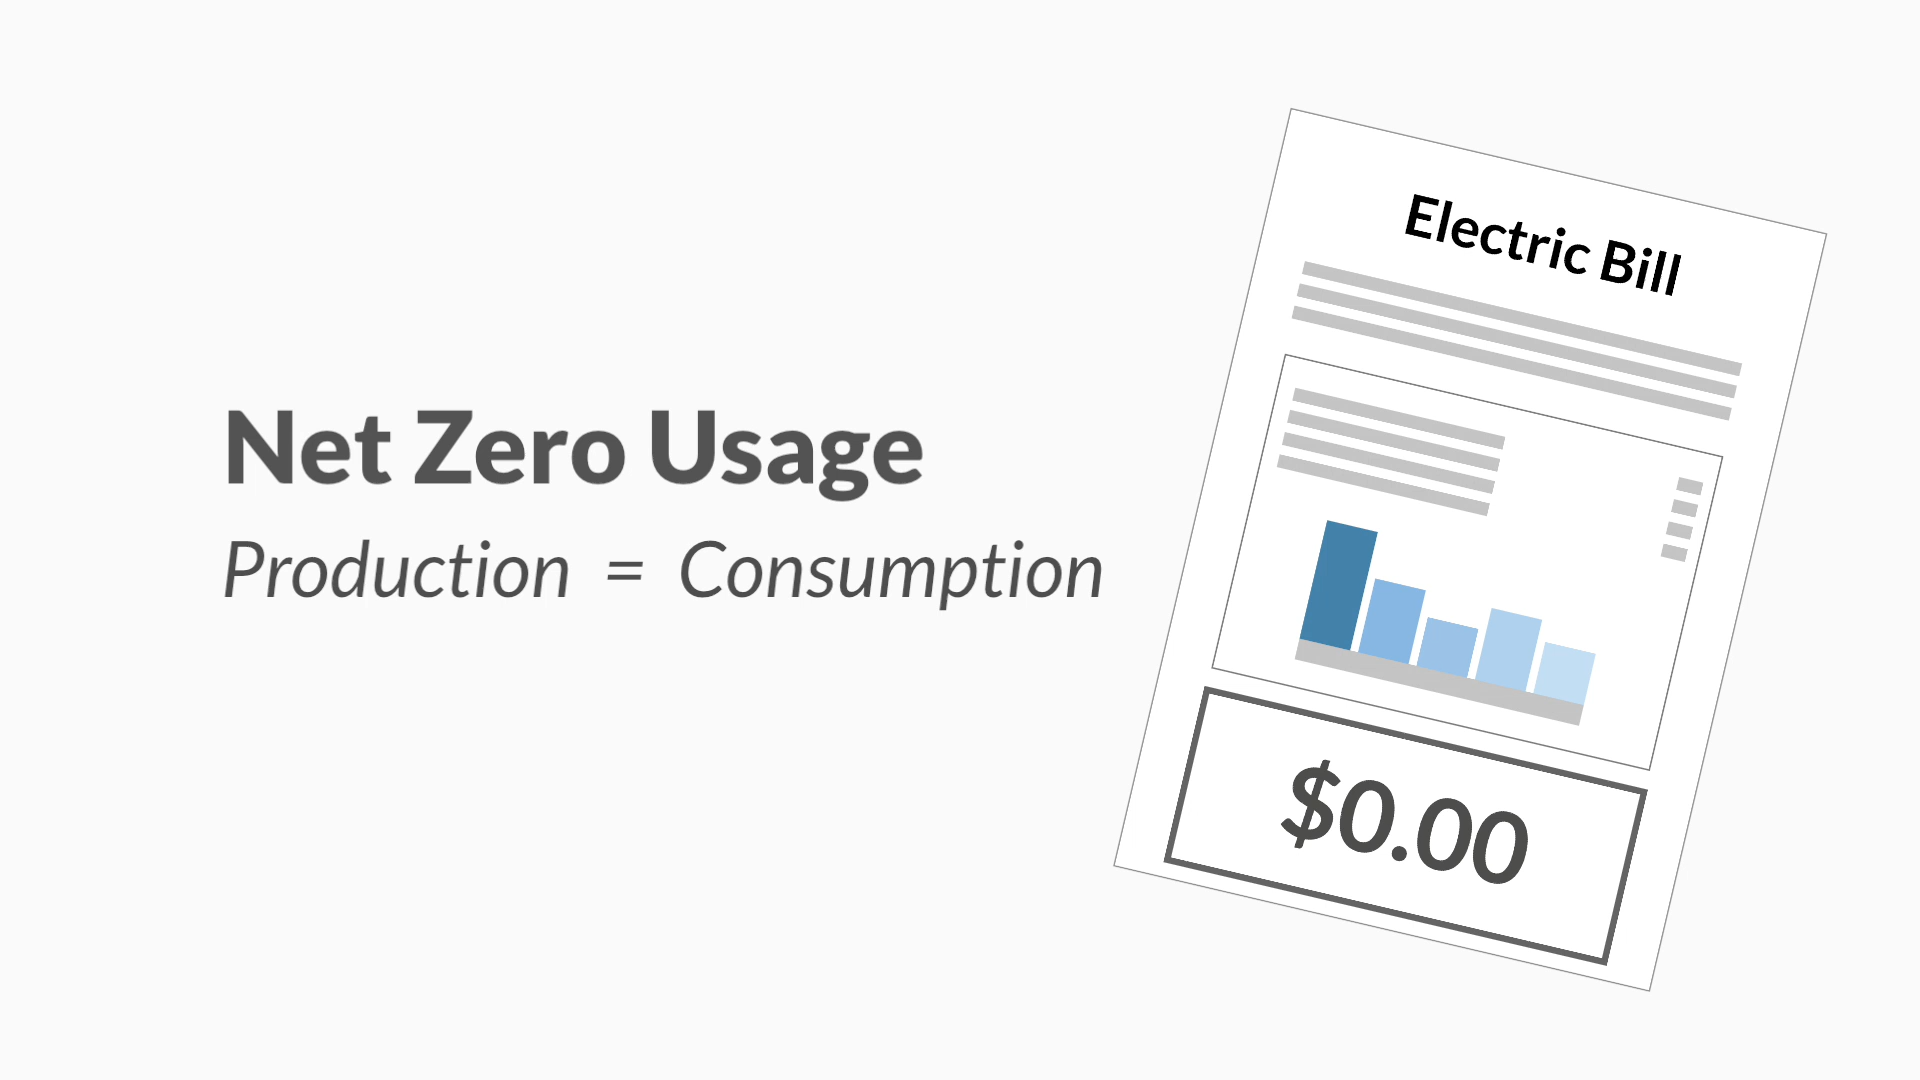 Net Zero Usage
Production = Consumption
Electric Bill
$0.00